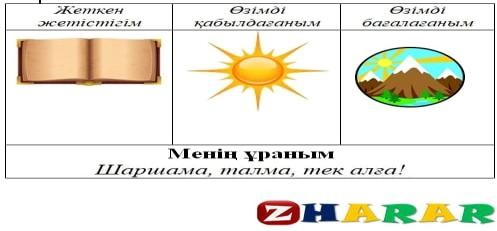 Жеткен
жетістігім
Өзімді
қабылдағаным
Өзімді
бағалағаным
Менің ұраным
Шаршама, талма, тек алға!
ZHARAR